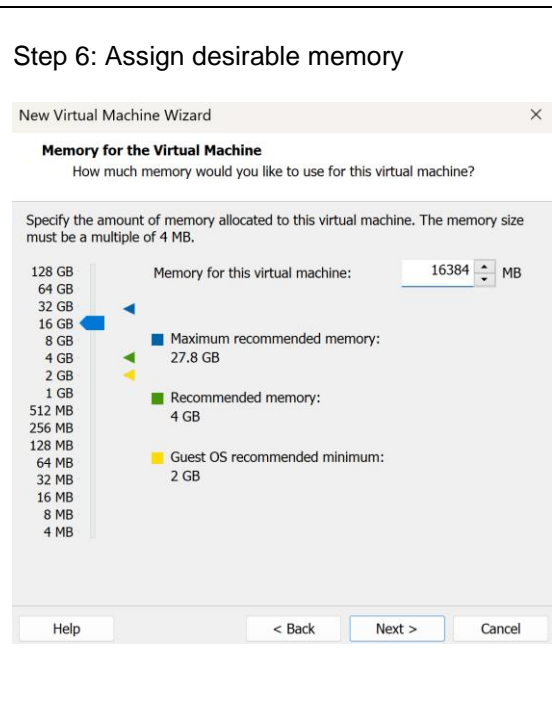 Step 6: Assign desirable memory
New Virtual Machine Wizard
Memory for the Virtual Machine
How much memory would you like to use for this virtual machine?
Specify the amount of memory allocated to this virtual machine. The memory size
must be a multiple of 4 MB.
128 GB
64 GB
32 GB
16 GB
8 GB
4 GB
2 GB
1 GB
512 MB
256 MB
128 MB
64 MB
32 MB
16 MB
8 MB
4 MB
Memory for this virtual machine: 16384 MB
Maximum recommended memory:
27.8 GB
Recommended memory:
4 GB
Guest OS recommended minimum:
2 GB
Help < Back Next > Cancel